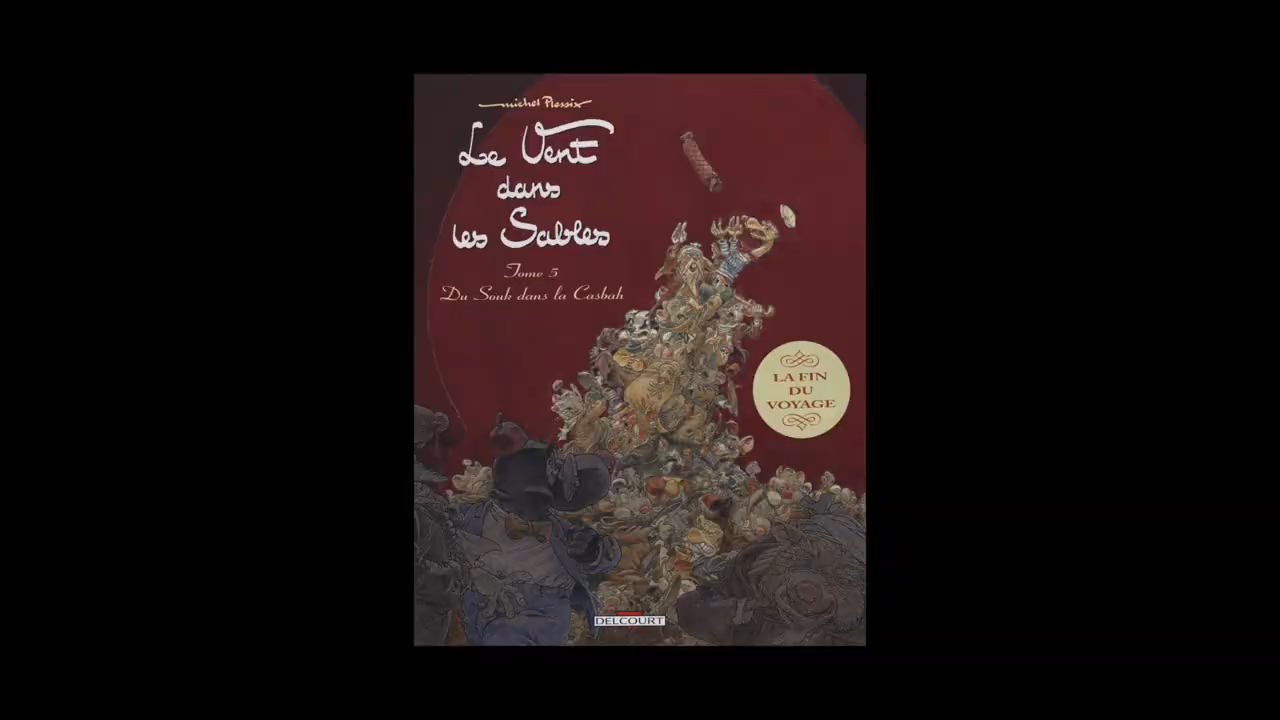 Michel Plessix
Le Vent
dans
les Sables
Tome 5
Du Souk dans la Casbah
LA FIN
DU
VOYAGE
DELCOURT